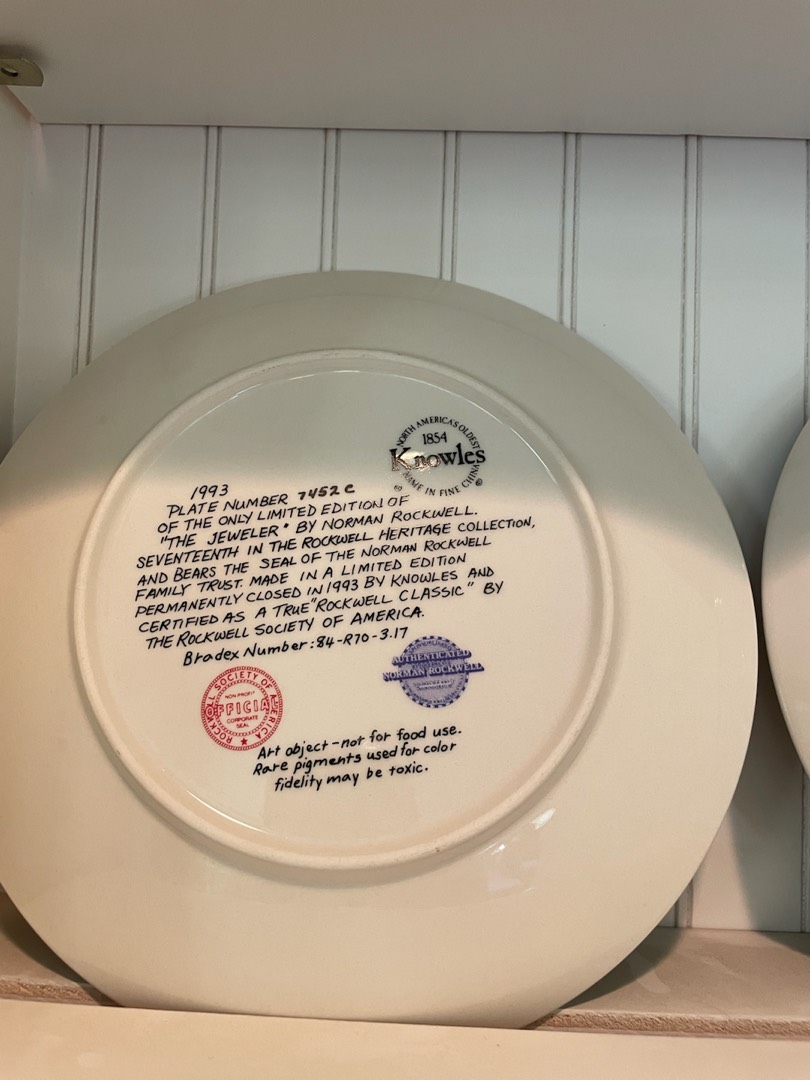 NORTH AMERICA'S OLDEST
1854
Knowles
NAME IN FINE CHINA
1993
PLATE NUMBER 7452 C
OF THE ONLY LIMITED EDITION OF
"THE JEWELER" BY NORMAN ROCKWELL.
SEVENTEENTH IN THE ROCKWELL HERITAGE COLLECTION,
AND BEARS THE SEAL OF THE NORMAN ROCKWELL
FAMILY TRUST. MADE IN A LIMITED EDITION
PERMANENTLY CLOSED IN 1993 BY KNOWLES AND
CERTIFIED AS A TRUE "ROCKWELL CLASSIC" BY
THE ROCKWELL SOCIETY OF AMERICA.
Bradex Number: 84-R70-3.17
AUTHENTICATED
NORMAN ROCKWELL
ROCKWELL SOCIETY OF AMERICA
NON-PROFIT
OFFICIAL
CORPORATE
SEAL
Art object - not for food use.
Rare pigments used for color
fidelity may be toxic.